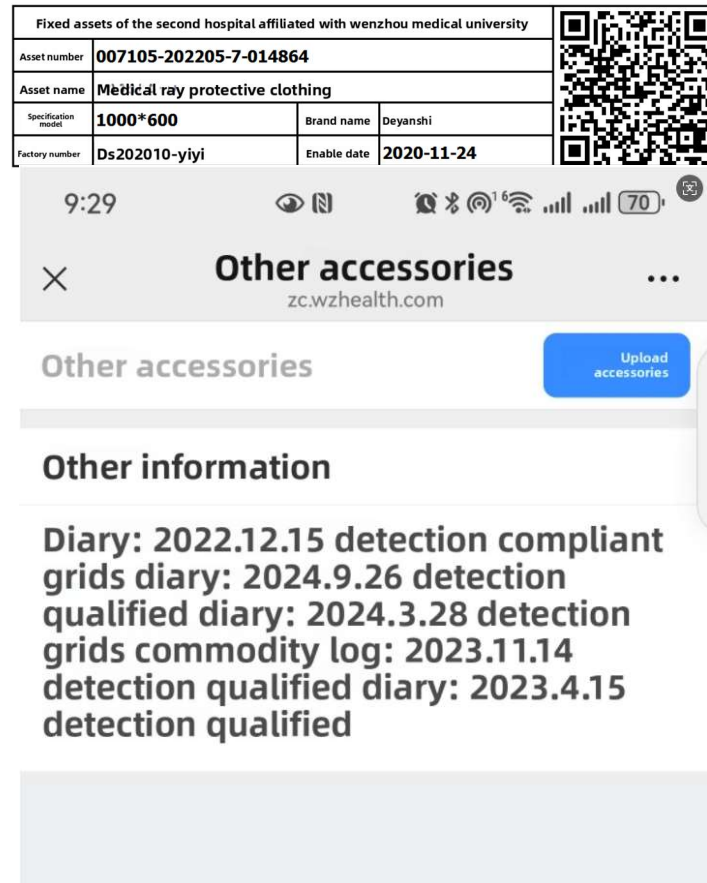 Fixed assets of the second hospital affiliated with wenzhou medical university
Asset number 007105-202205-7-014864
Asset name Medical ray protective clothing
Specification model 1000*600 Brand name Deyanshi
Factory number Ds202010-yiyi Enable date 2020-11-24
9:29 16 70
Other accessories
zc.wzhealth.com
Other accessories
Upload
accessories
Other information
Diary: 2022.12.15 detection compliant
grids diary: 2024.9.26 detection
qualified diary: 2024.3.28 detection
grids commodity log: 2023.11.14
detection qualified diary: 2023.4.15
detection qualified